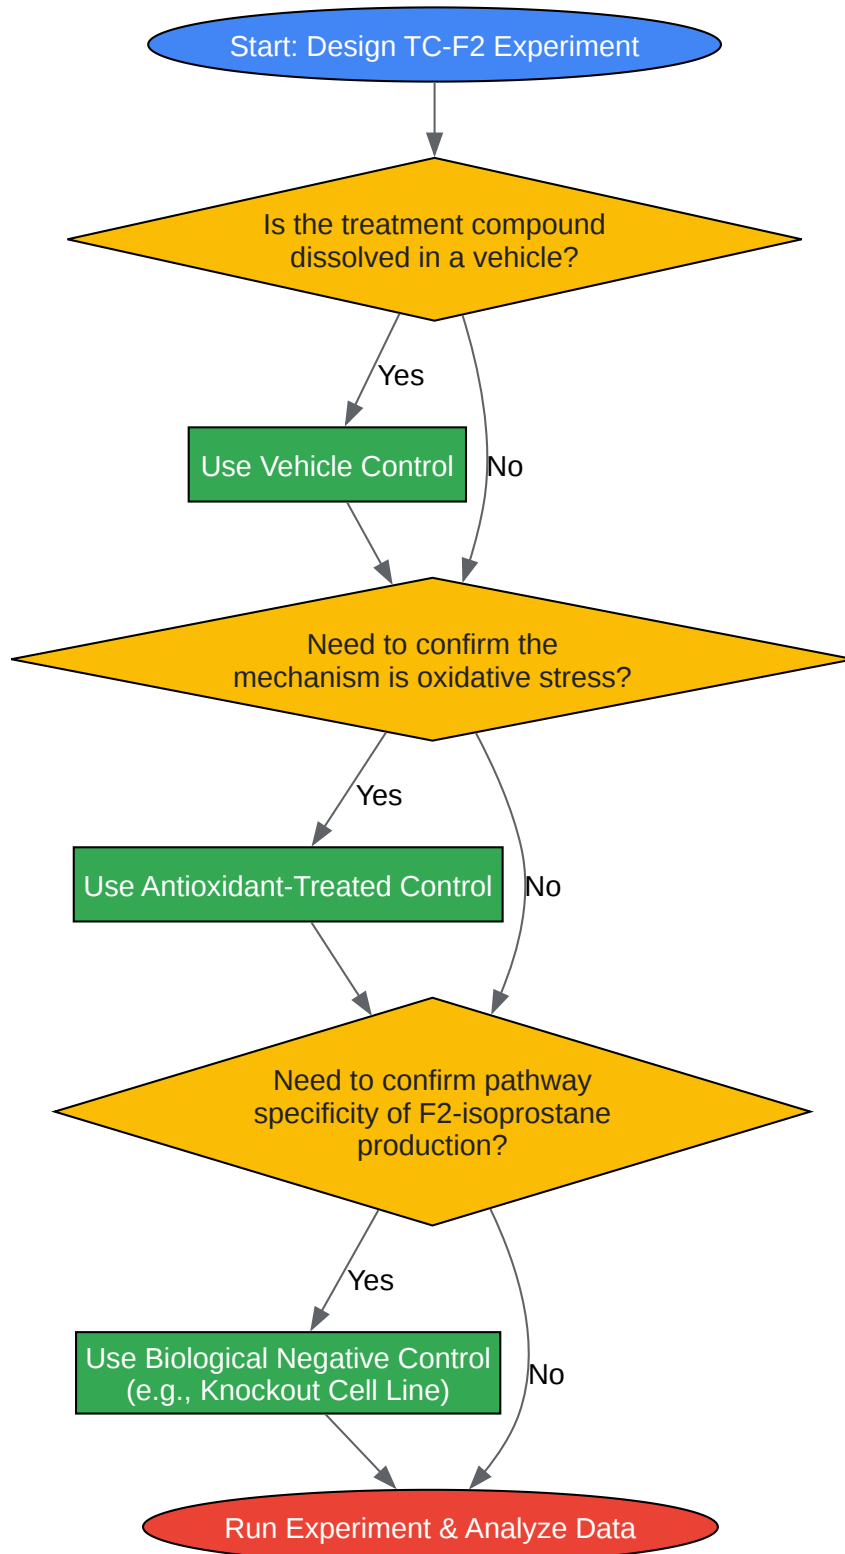 Start: Design TC-F2 Experiment
Is the treatment compound
dissolved in a vehicle?
Yes
Use Vehicle Control
No
Need to confirm the
mechanism is oxidative stress?
Yes
Use Antioxidant-Treated Control
No
Need to confirm pathway
specificity of F2-isoprostane
production?
Yes
Use Biological Negative Control
(e.g., Knockout Cell Line)
No
Run Experiment & Analyze Data